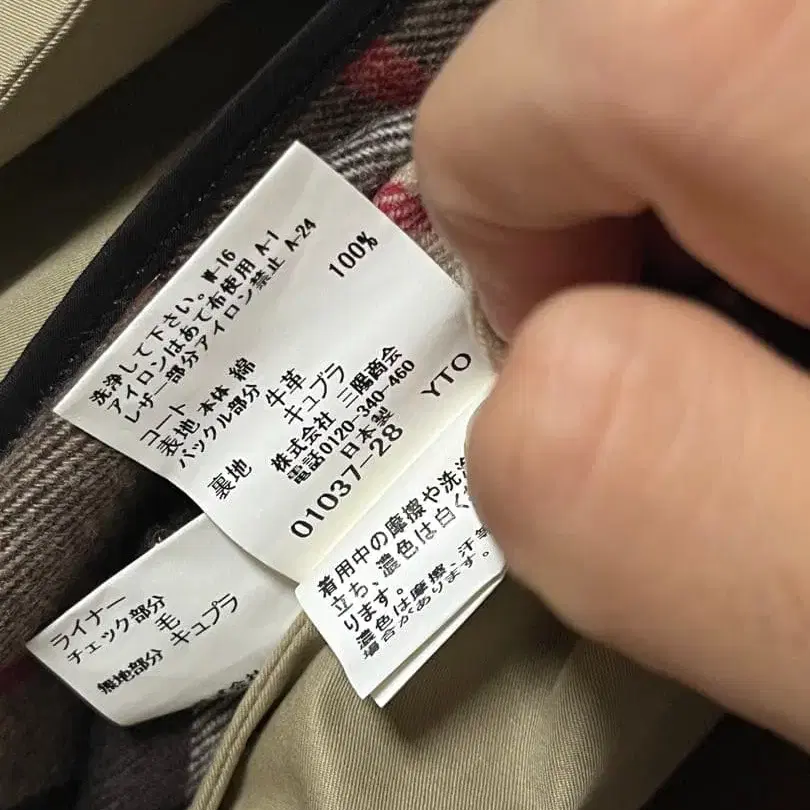 洗浄して下さい。W-16
アイロンはあて布使用 A-1
レザー部分アイロン禁止 A-24
コート
表地 本体 綿 100%
バックル部分 牛革
裏地 キュプラ
株式会社 三陽商会
電話0120-340-460
日本製
01037-28 YTO
着用中の摩擦や洗浄
立ち、濃色は白く
ります。
濃色は摩擦、汗等
場合があります。
ライナー
チェック部分 毛
無地部分 キュプラ